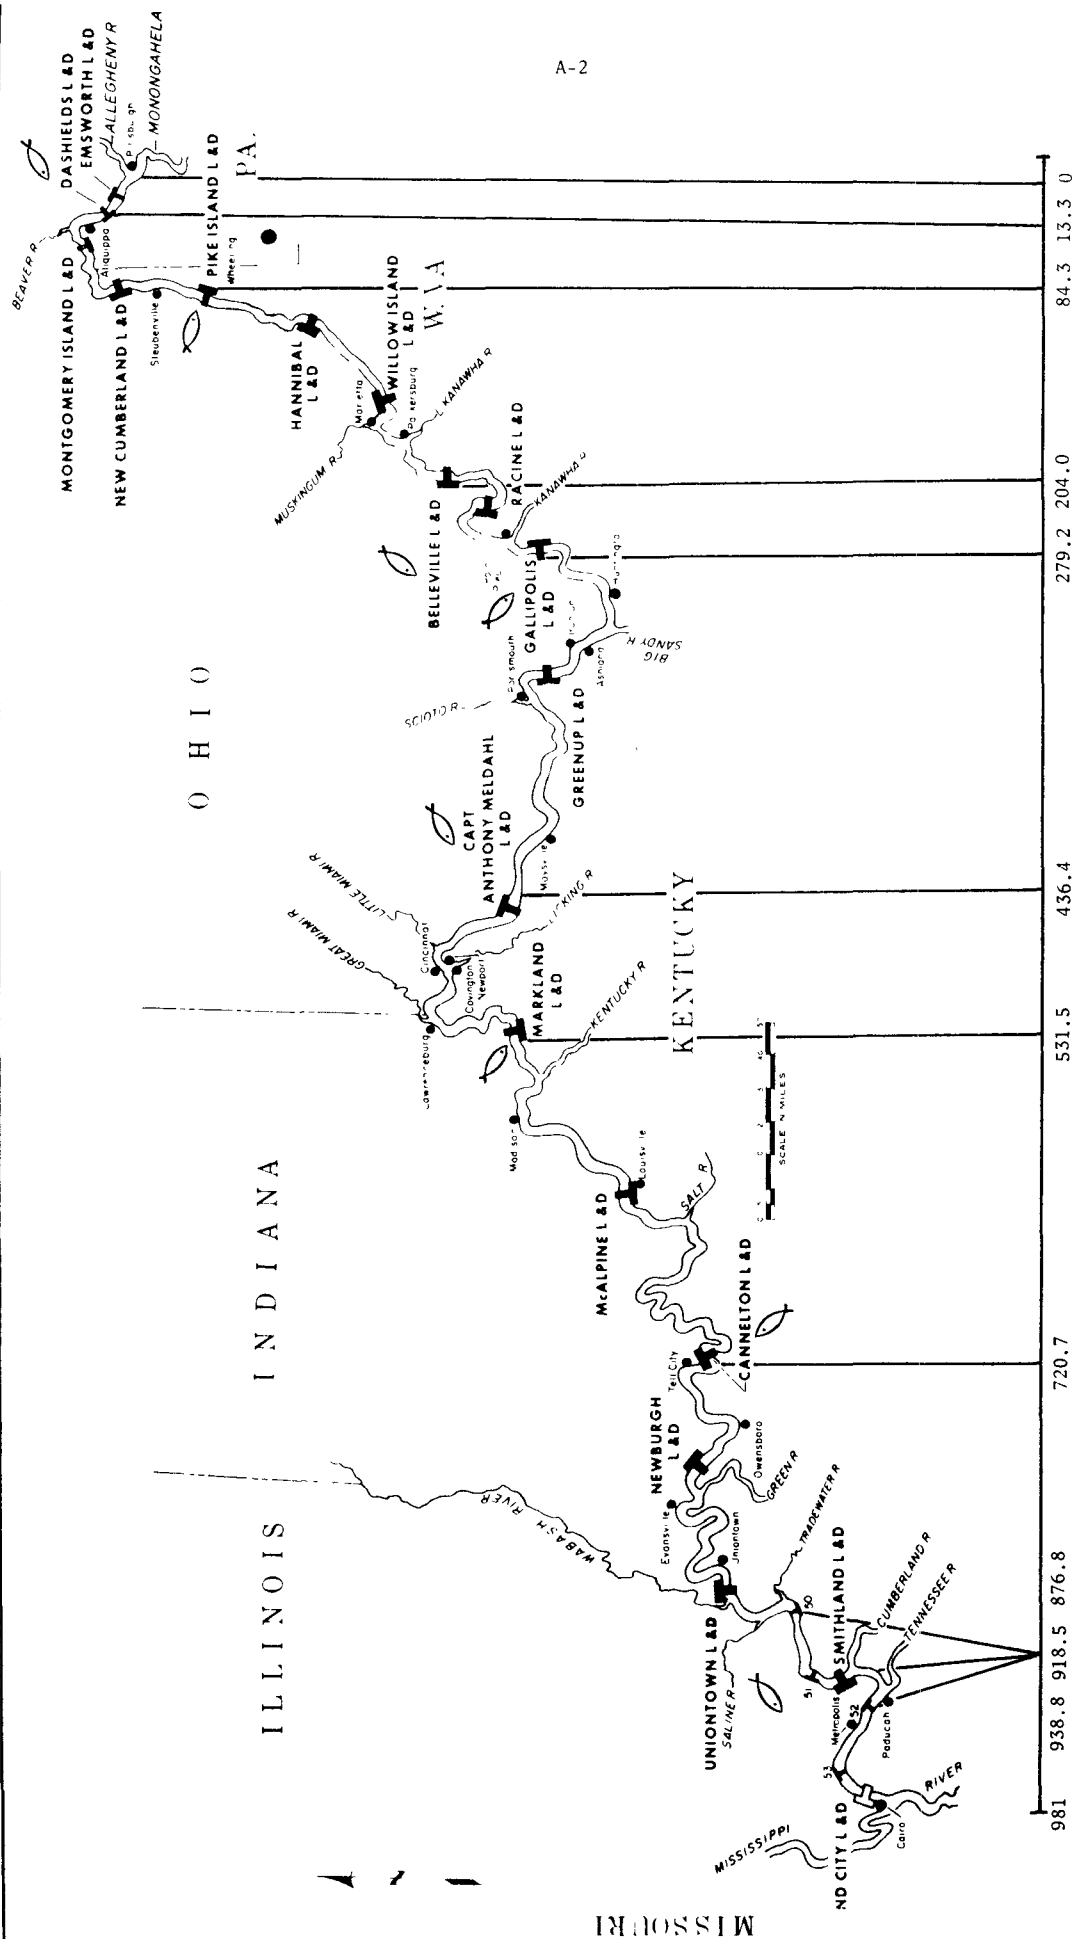 A-2
BEAVER R
DASHIELDS L & D
EMSWORTH L & D
ALLEGHENY R
MONONGAHELA
MONTGOMERY ISLAND L & D
Aliquippa
NEW CUMBERLAND L & D
Steubenville
PIKE ISLAND L & D
Wheeling
PA.
HANNIBAL
L & D
WILLOW ISLAND
L & D
W. VA
MUSKINGUM R
L KANAWHA R
BELLEVILLE L & D
RACINE L & D
KANAWHA R
GALLIPOLIS
L & D
BIG
SANDY R
Ashland
GREENUP L & D
SCIOTO R
OHIO
CAPT
ANTHONY MELDAHL
L & D
LITTLE MIAMI R
GREAT MIAMI R
LICKING R
Cincinnati
Covington
Newport
MARKLAND
L & D
KENTUCKY R
KENTUCKY
INDIANA
McALPINE L & D
SALT R
SCALE IN MILES
CANNELTON L & D
Tell City
NEWBURGH
L & D
Owensboro
GREEN R
Evansville
WABASH RIVER
ILLINOIS
UNIONTOWN L & D
TRADEWATER R
SALINE R
50
51
SMITHLAND L & D
CUMBERLAND R
TENNESSEE R
Metropolis
52
Paducah
53
ND CITY L & D
Cairo
MISSISSIPPI
RIVER
MISSOURI
981
938.8
918.5
876.8
720.7
531.5
436.4
279.2
204.0
84.3
13.3
0